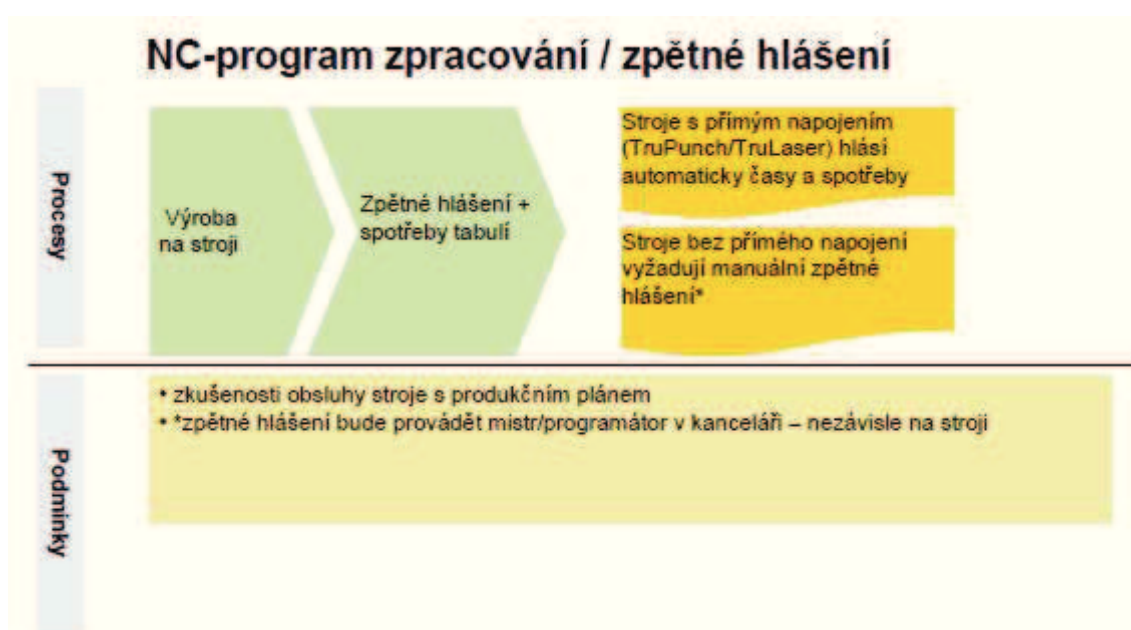 NC-program zpracování / zpětné hlášení
Procesy
Výroba
na stroji
Zpětné hlášení +
spotřeby tabulí
Stroje s přímým napojením
(TruPunch/TruLaser) hlásí
automaticky časy a spotřeby
Stroje bez přímého napojení
vyžadují manuální zpětné
hlášení*
Podmínky
• zkušenosti obsluhy stroje s produkčním plánem
• *zpětné hlášení bude provádět mistr/programátor v kanceláři – nezávisle na stroji